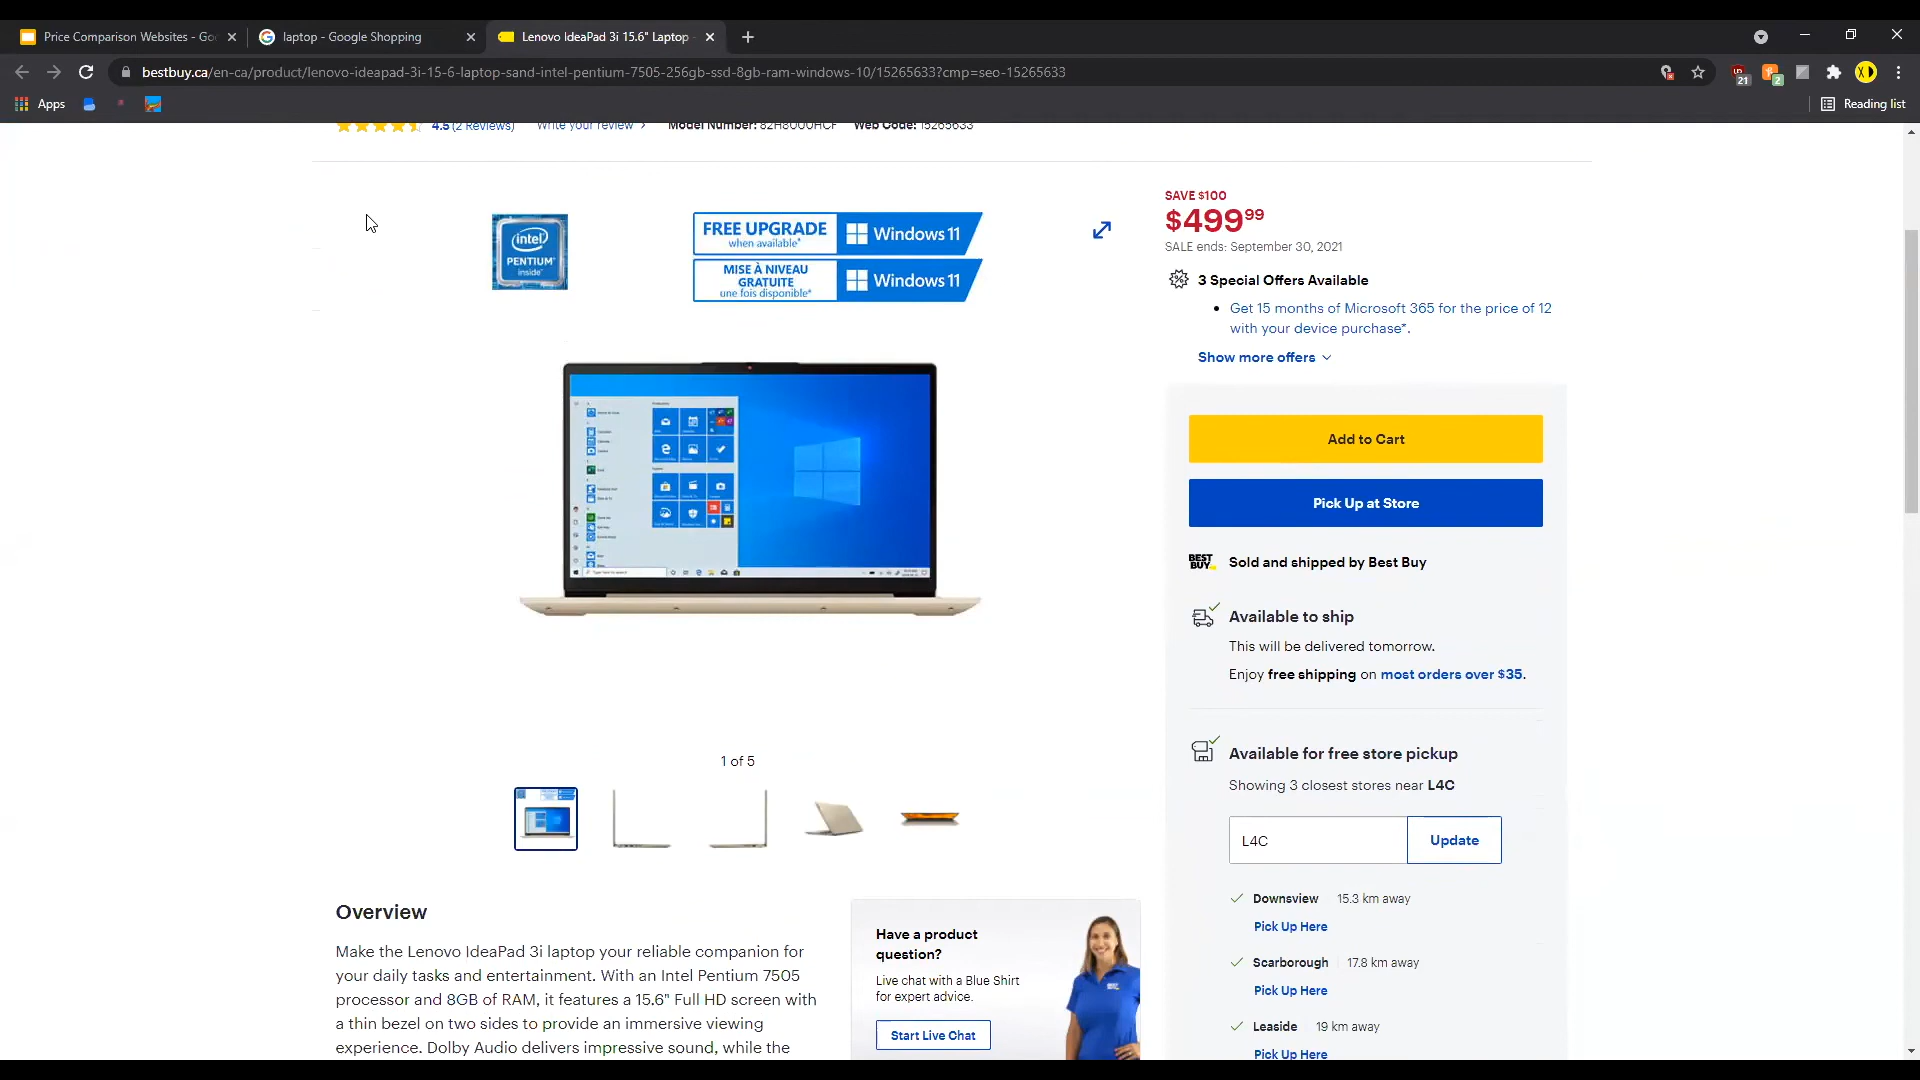 Price Comparison Websites - Go
laptop - Google Shopping
Lenovo IdeaPad 3i 15.6" Laptop
bestbuy.ca/en-ca/product/lenovo-ideapad-3i-15-6-laptop-sand-intel-pentium-7505-256gb-ssd-8gb-ram-windows-10/15265633?cmp=seo-15265633
21
2
Apps
Reading list
4.5 (2 Reviews)
Write your review
Model Number: 82H800UHCF
Web Code: 15265633
intel
PENTIUM
inside
FREE UPGRADE
when available*
Windows 11
MISE À NIVEAU
GRATUITE
une fois disponible*
Windows 11
SAVE $100
$499.99
SALE ends: September 30, 2021
3 Special Offers Available
Get 15 months of Microsoft 365 for the price of 12
with your device purchase*.
Show more offers
Add to Cart
Pick Up at Store
BEST
BUY
Sold and shipped by Best Buy
Available to ship
This will be delivered tomorrow.
Enjoy free shipping on most orders over $35.
1 of 5
Available for free store pickup
Showing 3 closest stores near L4C
L4C
Update
Downsview 15.3 km away
Pick Up Here
Scarborough 17.8 km away
Pick Up Here
Leaside 19 km away
Pick Up Here
Overview
Make the Lenovo IdeaPad 3i laptop your reliable companion for
your daily tasks and entertainment. With an Intel Pentium 7505
processor and 8GB of RAM, it features a 15.6" Full HD screen with
a thin bezel on two sides to provide an immersive viewing
experience. Dolby Audio delivers impressive sound, while the
Have a product
question?
Live chat with a Blue Shirt
for expert advice.
Start Live Chat